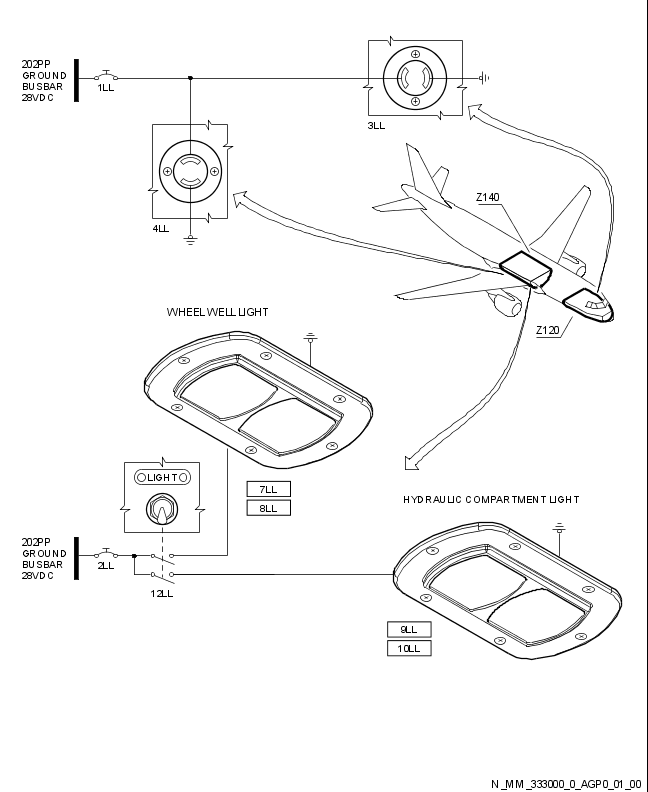 202PP
GROUND
BUSBAR
28VDC
1LL
3LL
4LL
Z140
Z120
WHEEL WELL LIGHT
LIGHT
7LL
8LL
HYDRAULIC COMPARTMENT LIGHT
202PP
GROUND
BUSBAR
28VDC
2LL
12LL
9LL
10LL
N_MM_333000_0_AGP0_01_00